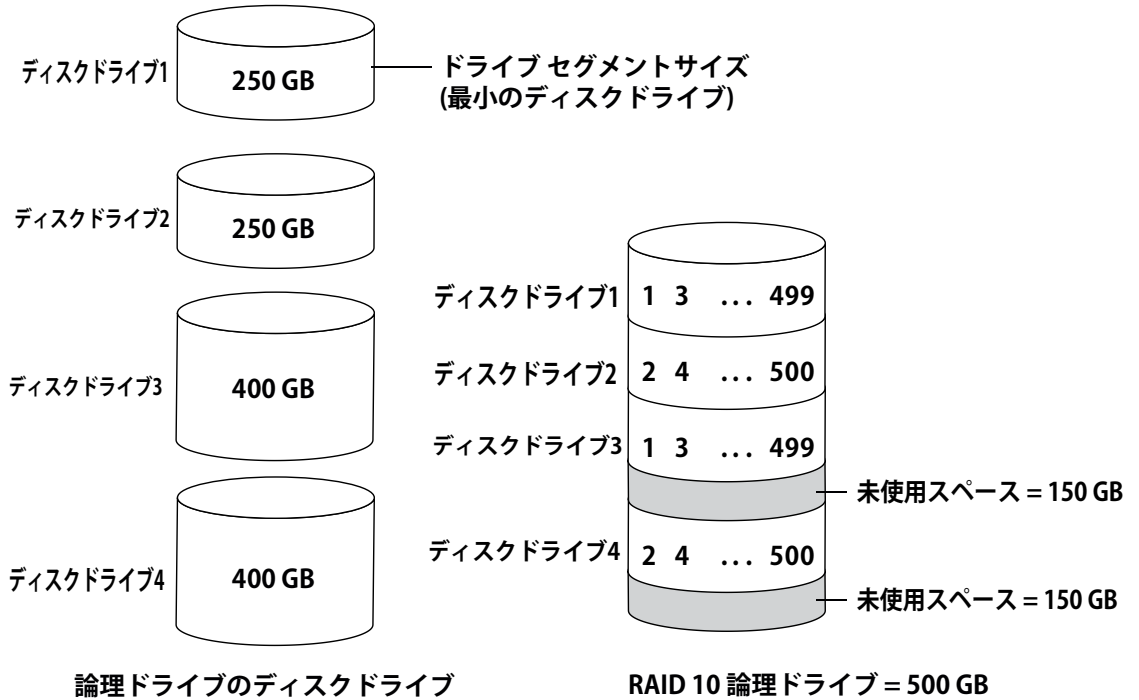 ディスクドライブ1
250 GB
ドライブ セグメントサイズ
(最小のディスクドライブ)
ディスクドライブ2
250 GB
ディスクドライブ3
400 GB
ディスクドライブ4
400 GB
論理ドライブのディスクドライブ
ディスクドライブ1 1 3 ... 499
ディスクドライブ2 2 4 ... 500
ディスクドライブ3 1 3 ... 499
未使用スペース = 150 GB
ディスクドライブ4 2 4 ... 500
未使用スペース = 150 GB
RAID 10 論理ドライブ = 500 GB